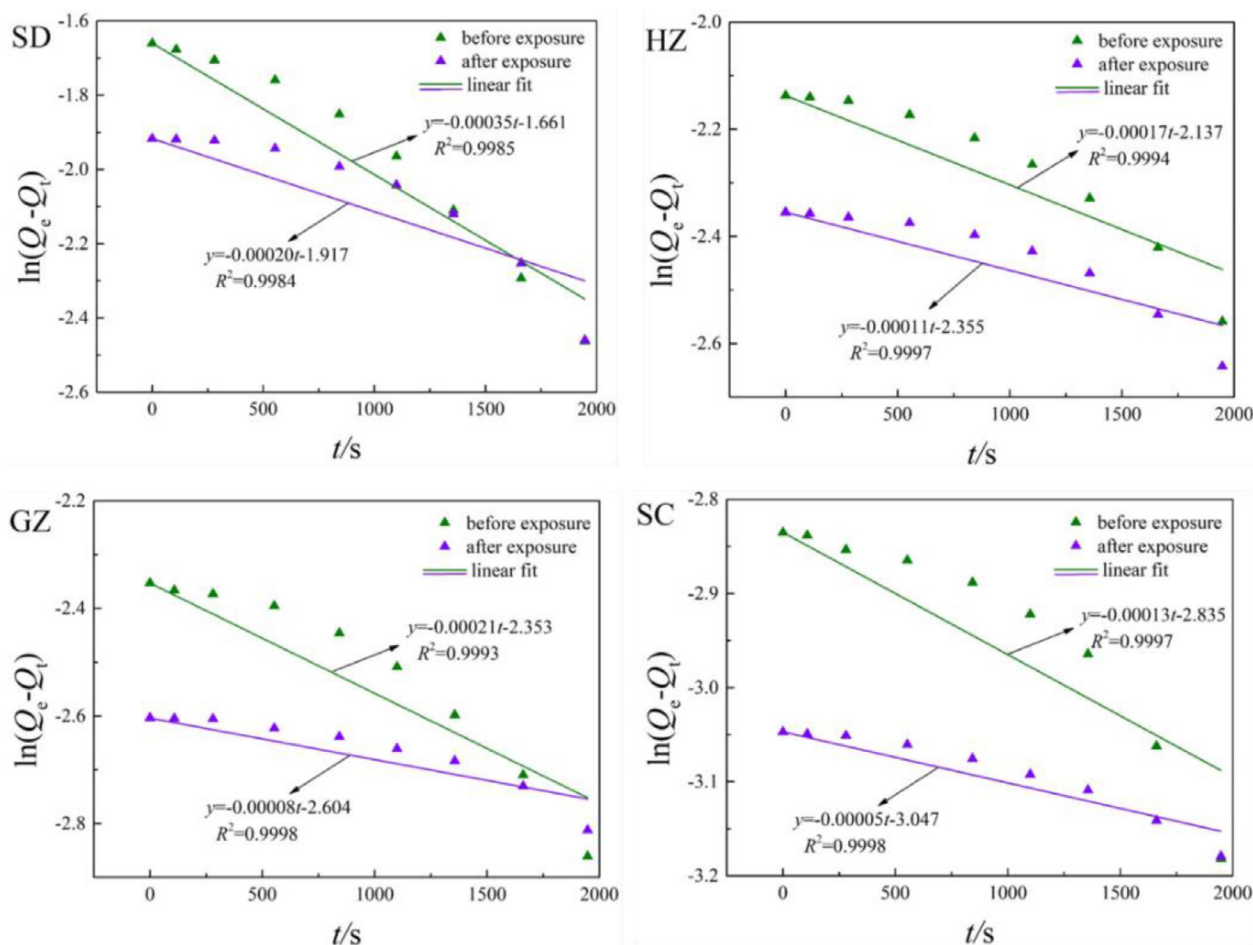 SD
-1.6
-1.8
-2.0
-2.2
-2.4
-2.6
ln(Qe-Qt)
before exposure
after exposure
linear fit
y=-0.00035t-1.661
R²=0.9985
y=-0.00020t-1.917
R²=0.9984
0 500 1000 1500 2000
t/s
HZ
-2.0
-2.2
-2.4
-2.6
ln(Qe-Qt)
before exposure
after exposure
linear fit
y=-0.00017t-2.137
R²=0.9994
y=-0.00011t-2.355
R²=0.9997
0 500 1000 1500 2000
t/s
GZ
-2.2
-2.4
-2.6
-2.8
ln(Qe-Qt)
before exposure
after exposure
linear fit
y=-0.00021t-2.353
R²=0.9993
y=-0.00008t-2.604
R²=0.9998
0 500 1000 1500 2000
t/s
SC
-2.8
-2.9
-3.0
-3.1
-3.2
ln(Qe-Qt)
before exposure
after exposure
linear fit
y=-0.00013t-2.835
R²=0.9997
y=-0.00005t-3.047
R²=0.9998
0 500 1000 1500 2000
t/s